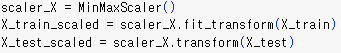 scaler_X = MinMaxScaler()
X_train_scaled = scaler_X.fit_transform(X_train)
X_test_scaled = scaler_X.transform(X_test)